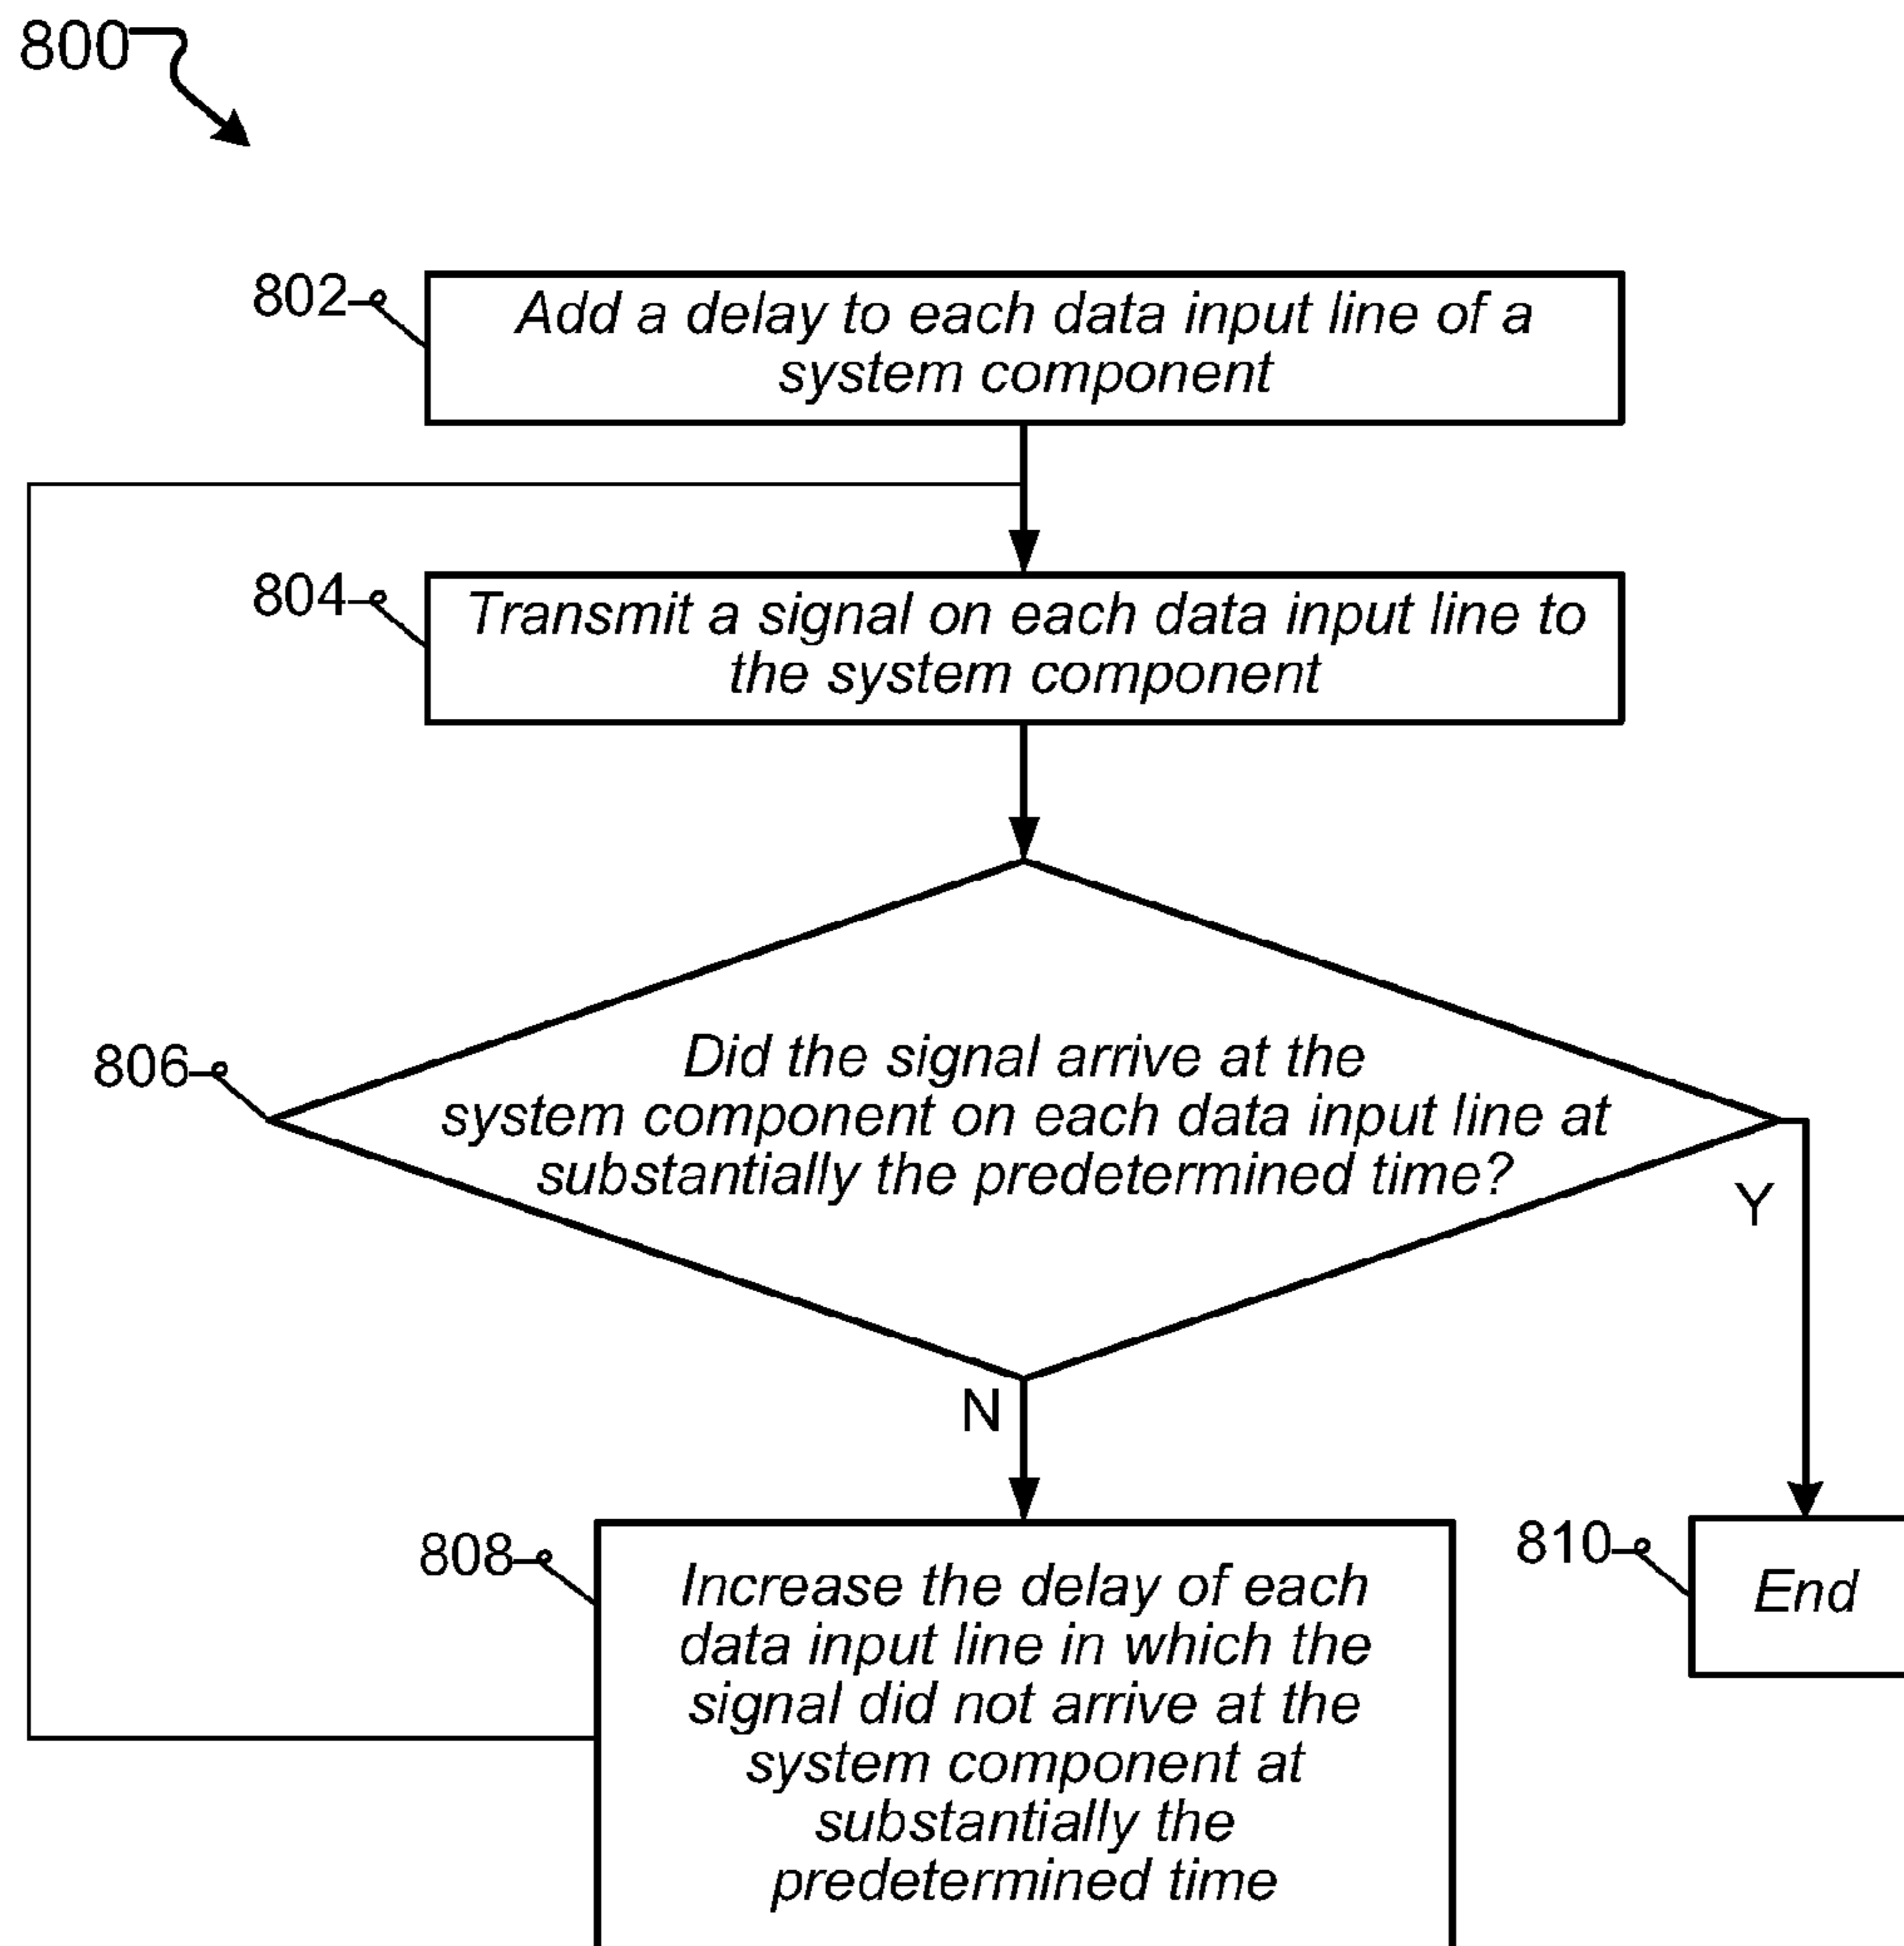 800
802
Add a delay to each data input line of a
system component
804
Transmit a signal on each data input line to
the system component
806
Did the signal arrive at the
system component on each data input line at
substantially the predetermined time?
Y
N
808
Increase the delay of each
data input line in which the
signal did not arrive at the
system component at
substantially the
predetermined time
810
End